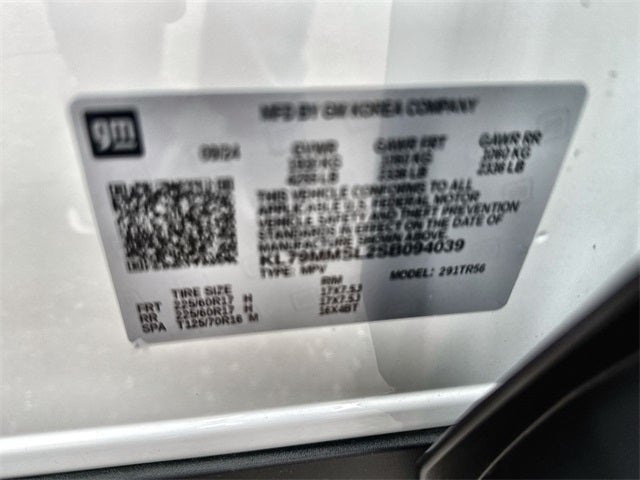 gm
MFD BY GM KOREA COMPANY
09/24 GVWR GAWR FRT GAWR RR
KG KG 1060 KG
LB 2336 LB 2336 LB
THIS VEHICLE CONFORMS TO ALL
APPLICABLE U.S. FEDERAL MOTOR
VEHICLE SAFETY AND THEFT PREVENTION
STANDARDS IN EFFECT ON THE DATE OF
MANUFACTURE SHOWN ABOVE.
KL79MMSL2SB094039
TYPE: MPV MODEL: 291TR56
TIRE SIZE RIM
FRT 225/60R17 H 17X7.5J
RR 225/60R17 H 17X7.5J
SPA T125/70R16 M 16X4BT